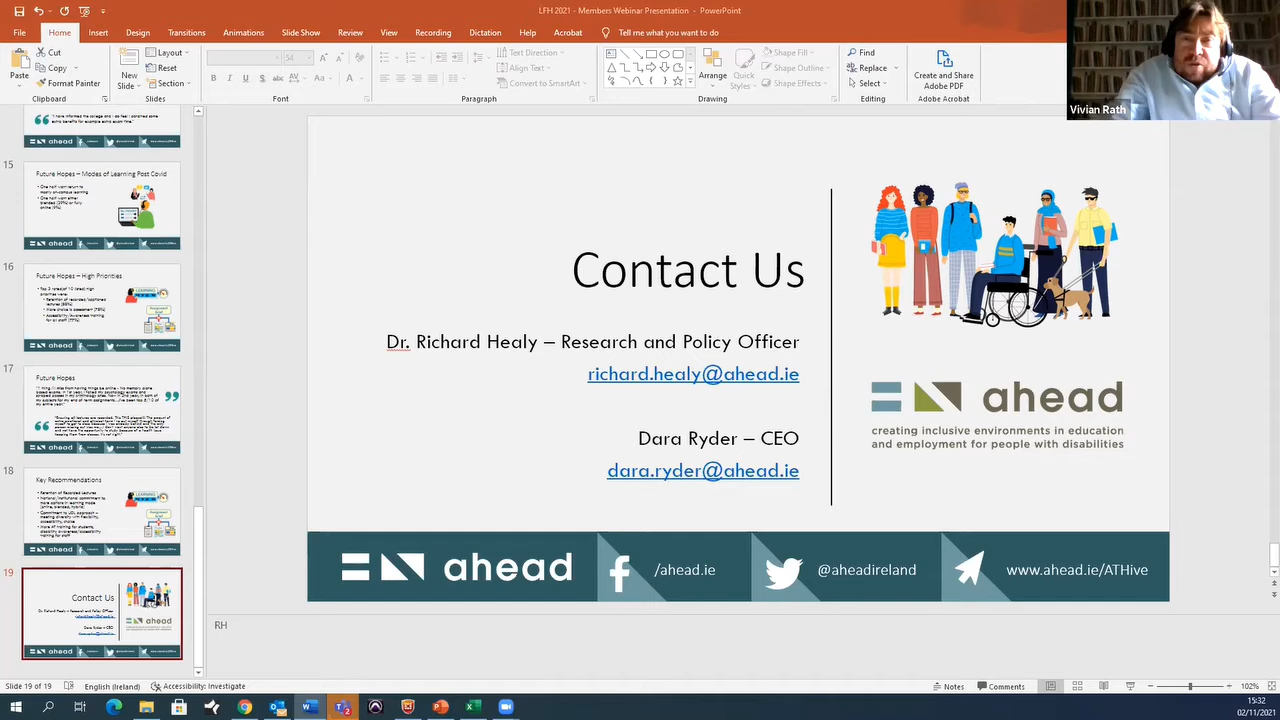 LFH 2021 - Members Webinar Presentation - PowerPoint
File
Home
Insert
Design
Transitions
Animations
Slide Show
Review
View
Recording
Dictation
Help
Acrobat
Tell me what you want to do
Paste
Cut
Copy
Format Painter
Clipboard
New
Slide
Layout
Reset
Section
Slides
54
Font
Text Direction
Align Text
Convert to SmartArt
Paragraph
Arrange
Quick
Styles
Shape Fill
Shape Outline
Shape Effects
Drawing
Find
Replace
Select
Editing
Create and Share
Adobe PDF
Adobe Acrobat
Vivian Rath
15
Future Hopes – Modes of Learning Post Covid
16
Future Hopes – High Priorities
17
Future Hopes
18
Key Recommendations
19
Contact Us
Dr. Richard Healy – Research and Policy Officer
richard.healy@ahead.ie
Dara Ryder – CEO
dara.ryder@ahead.ie
ahead
creating inclusive environments in education
and employment for people with disabilities
ahead
/ahead.ie
@aheadireland
www.ahead.ie/ATHive
RH
Slide 19 of 19
English (Ireland)
Accessibility: Investigate
Notes
Comments
102%
15:32
02/11/2021